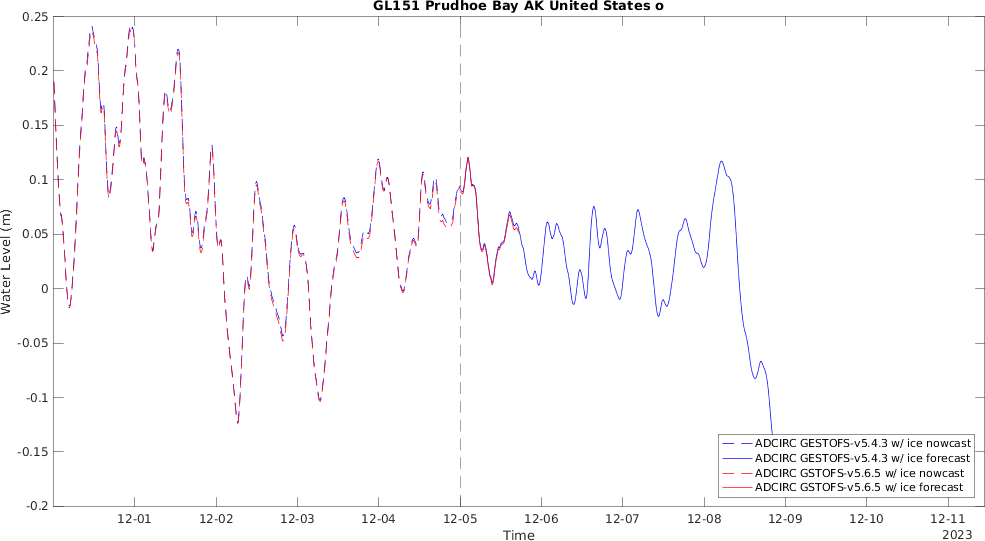 GL151 Prudhoe Bay AK United States o
0.25
0.2
0.15
0.1
0.05
0
-0.05
-0.1
-0.15
-0.2
Water Level (m)
ADCIRC GESTOFS-v5.4.3 w/ ice nowcast
ADCIRC GESTOFS-v5.4.3 w/ ice forecast
ADCIRC GSTOFS-v5.6.5 w/ ice nowcast
ADCIRC GSTOFS-v5.6.5 w/ ice forecast
12-01 12-02 12-03 12-04 12-05 12-06 12-07 12-08 12-09 12-10 12-11
Time
2023